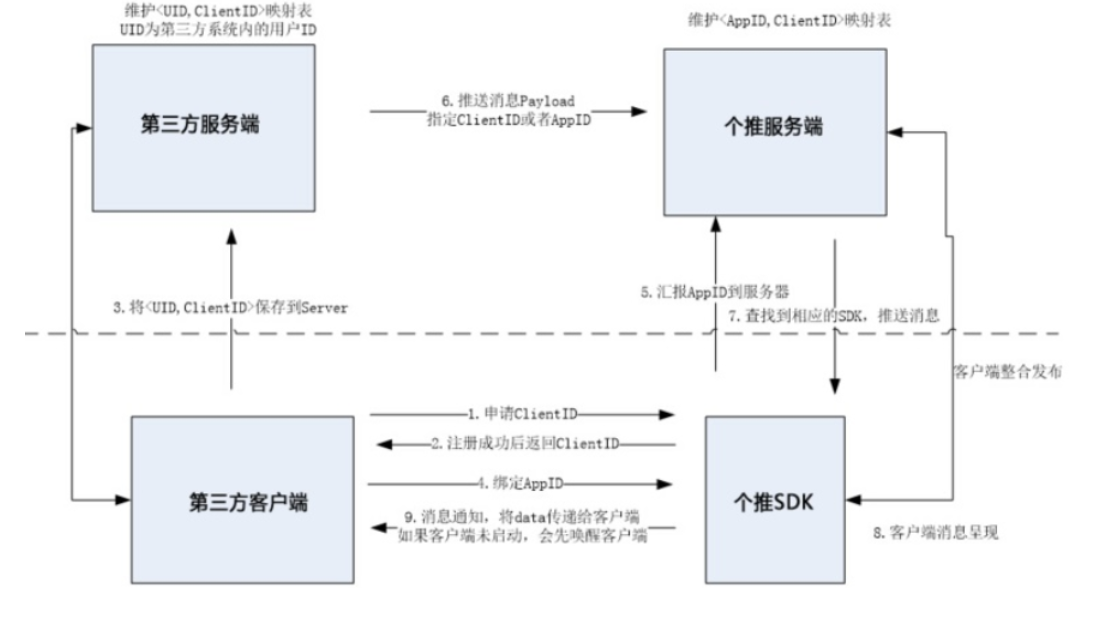 维护<UID,ClientID>映射表
UID为第三方系统内的用户ID
维护<AppID,ClientID>映射表
第三方服务端
6.推送消息Payload
指定ClientID或者AppID
个推服务端
3.将<UID,ClientID>保存到Server
5.汇报AppID到服务器
7.查找到相应的SDK，推送消息
客户端整合发布
第三方客户端
1.申请ClientID
2.注册成功后返回ClientID
4.绑定AppID
9.消息通知，将data传递给客户端
如果客户端未启动，会先唤醒客户端
个推SDK
8.客户端消息呈现